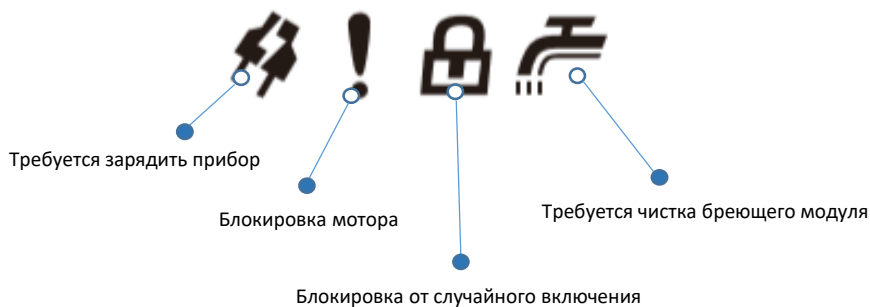 Требуется зарядить прибор
Блокировка мотора
Требуется чистка бреющего модуля
Блокировка от случайного включения